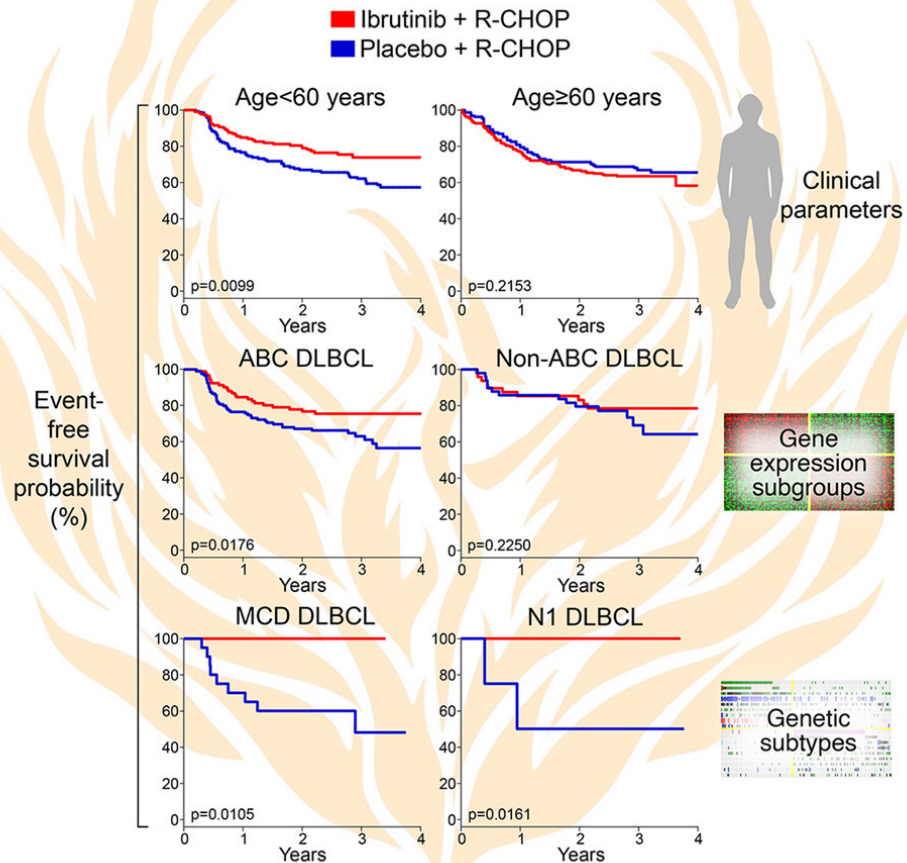 Ibrutinib + R-CHOP
Placebo + R-CHOP
Event-
free
survival
probability
(%)
Age<60 years
100
80
60
40
20
0
p=0.0099
0 1 2 3 4
Years
Age≥60 years
100
80
60
40
20
0
p=0.2153
0 1 2 3 4
Years
Clinical
parameters
ABC DLBCL
100
80
60
40
20
0
p=0.0176
0 1 2 3 4
Years
Non-ABC DLBCL
100
80
60
40
20
0
p=0.2250
0 1 2 3 4
Years
Gene
expression
subgroups
MCD DLBCL
100
80
60
40
20
0
p=0.0105
0 1 2 3 4
Years
N1 DLBCL
100
80
60
40
20
0
p=0.0161
0 1 2 3 4
Years
Genetic
subtypes